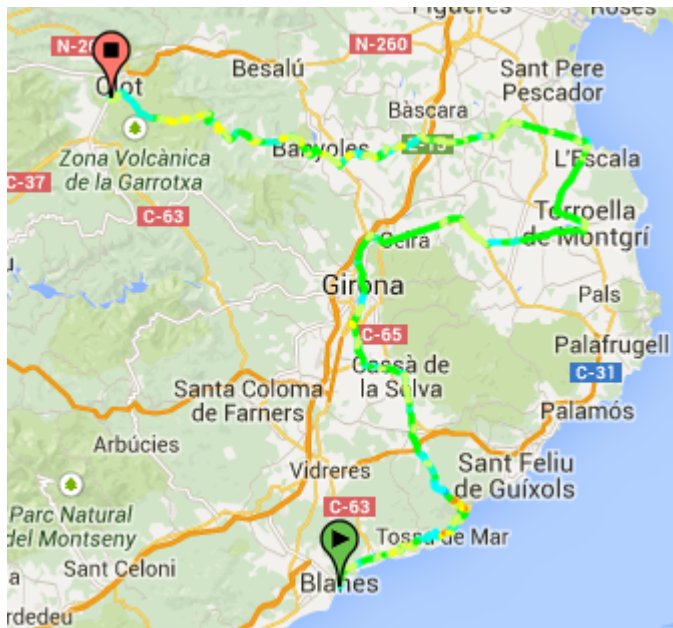 Figueres
Roses
N-260
N-260
Besalú
Sant Pere
Pescador
Olot
Bàscara
Banyoles
E-15
L'Escala
Zona Volcànica
de la Garrotxa
C-37
C-63
Torroella
de Montgrí
Celrà
Girona
Pals
C-65
Palafrugell
Cassà de
la Selva
C-31
Santa Coloma
de Farners
Palamós
Arbúcies
Vidreres
Sant Feliu
de Guíxols
C-63
Parc Natural
del Montseny
Tossa de Mar
Sant Celoni
Blanes